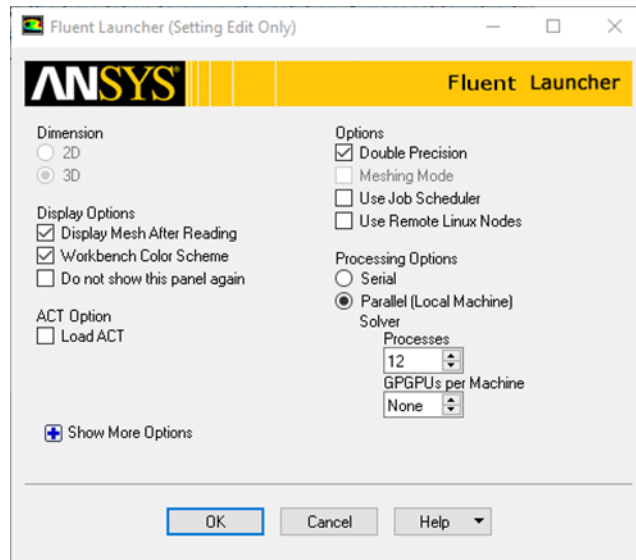 Fluent Launcher (Setting Edit Only)
ANSYS
Fluent Launcher
Dimension
2D
3D
Display Options
Display Mesh After Reading
Workbench Color Scheme
Do not show this panel again
ACT Option
Load ACT
Show More Options
Options
Double Precision
Meshing Mode
Use Job Scheduler
Use Remote Linux Nodes
Processing Options
Serial
Parallel (Local Machine)
Solver
Processes
12
GPGPUs per Machine
None
OK
Cancel
Help